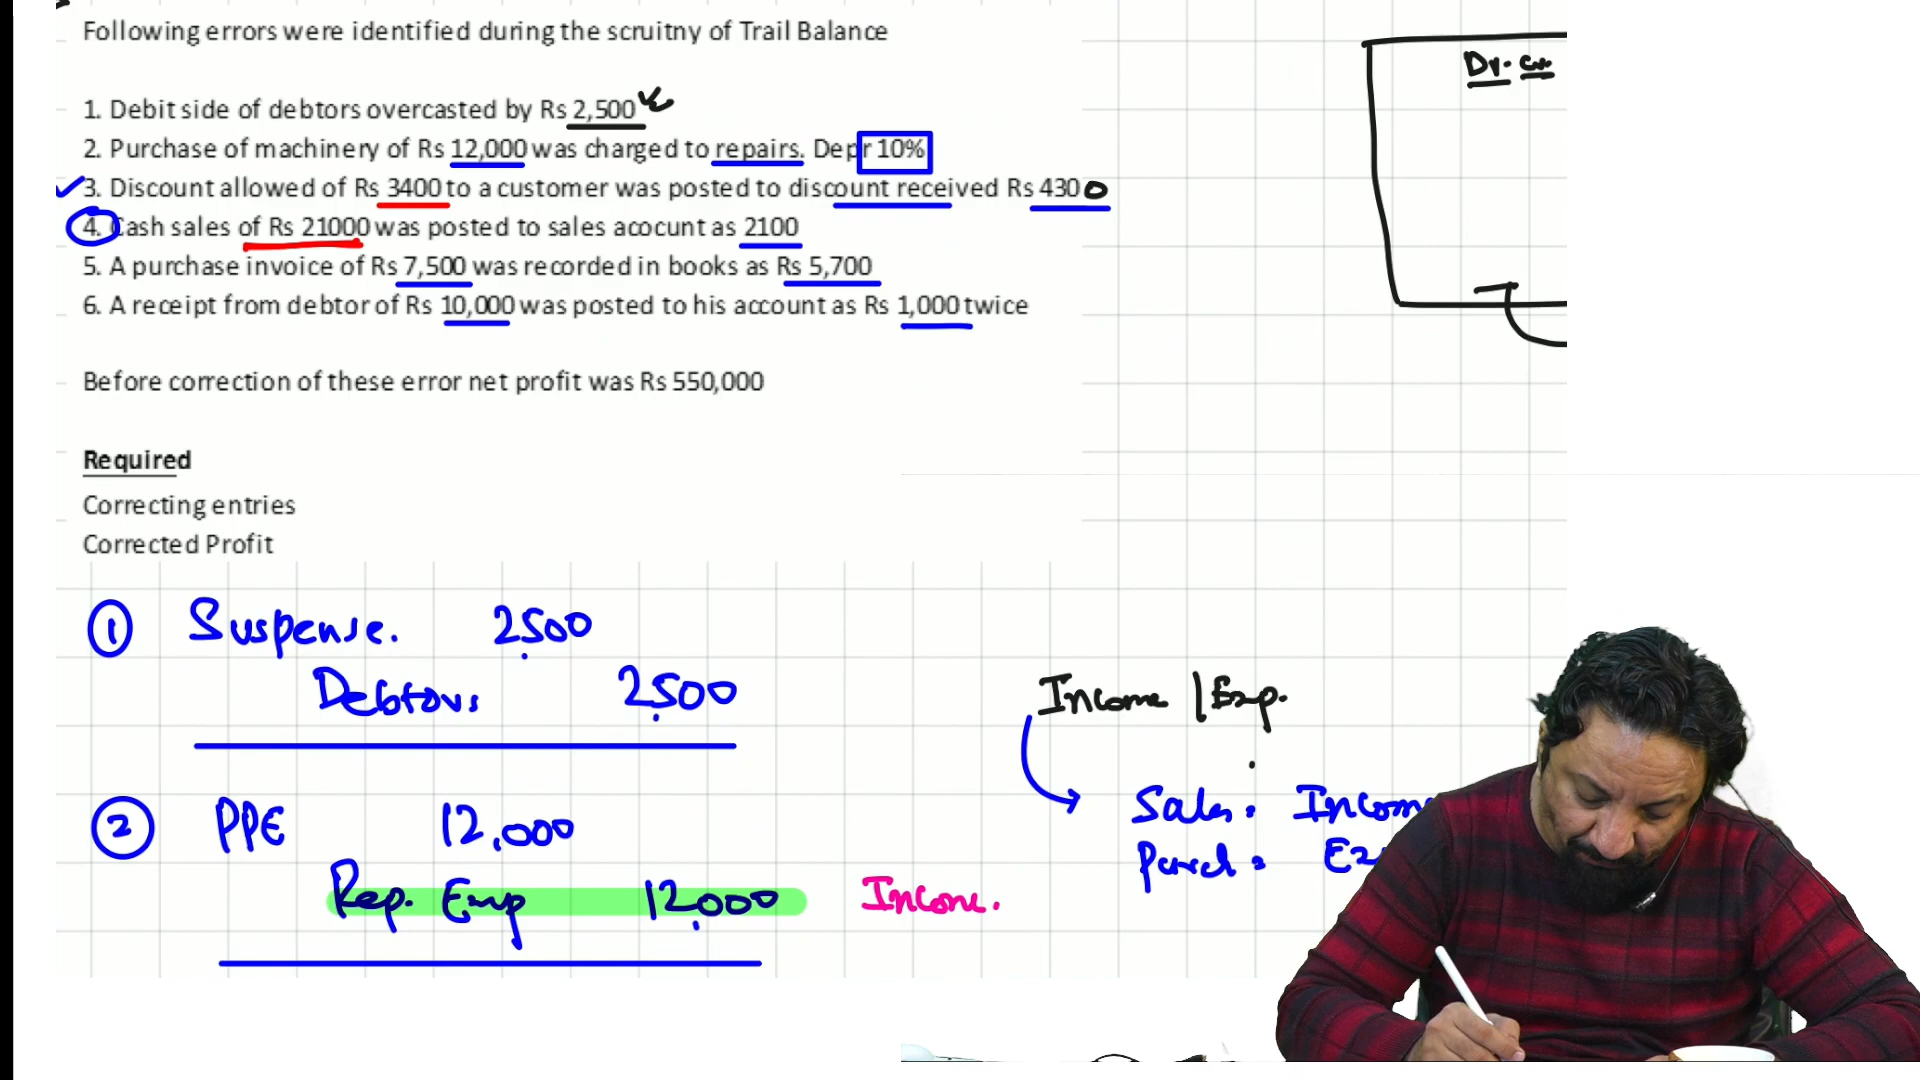 Following errors were identified during the scruitny of Trail Balance
Dr. Cr.
1. Debit side of debtors overcasted by Rs 2,500
2. Purchase of machinery of Rs 12,000 was charged to repairs. Depr 10%
3. Discount allowed of Rs 3400 to a customer was posted to discount received Rs 4300
4. Cash sales of Rs 21000 was posted to sales acocunt as 2100
5. A purchase invoice of Rs 7,500 was recorded in books as Rs 5,700
6. A receipt from debtor of Rs 10,000 was posted to his account as Rs 1,000 twice
Before correction of these error net profit was Rs 550,000
Required
Correcting entries
Corrected Profit
① Suspense. 2500
Debtors 2500
Income | Exp.
Sales = Income
② PPE 12,000
Purch =
Rep. Exp 12,000 Income.